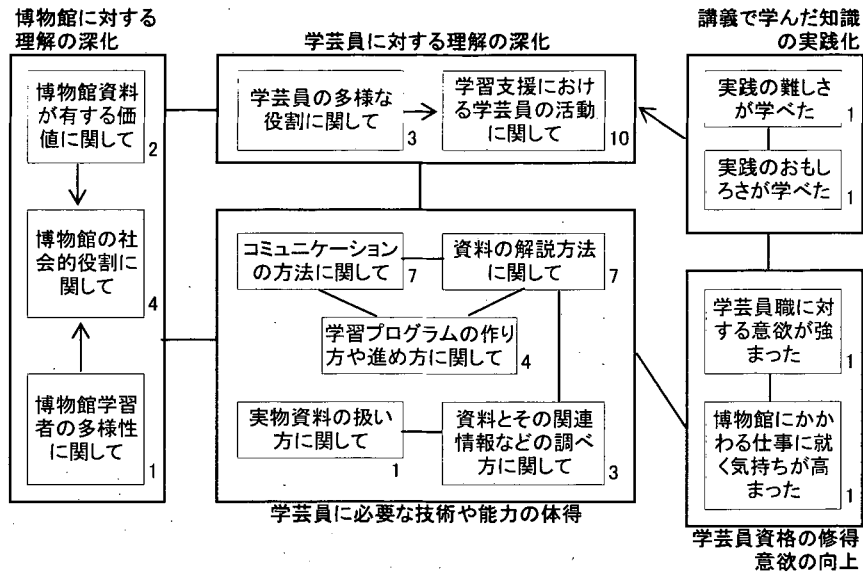 博物館に対する
理解の深化
博物館資料
が有する価
値に関して
2
博物館の社
会的役割に
関して
4
博物館学習
者の多様性
に関して
1
学芸員に対する理解の深化
学芸員の多様な
役割に関して
3
学習支援におけ
る学芸員の活動
に関して
10
コミュニケーション
の方法に関して
7
資料の解説方法
に関して
7
学習プログラムの作り
方や進め方に関して
4
実物資料の扱い
方に関して
1
資料とその関連
情報などの調べ
方に関して
3
学芸員に必要な技術や能力の体得
講義で学んだ知識
の実践化
実践の難しさ
が学べた
1
実践のおもし
ろさが学べた
1
学芸員職に対
する意欲が強
まった
1
博物館にかか
わる仕事に就
く気持ちが高
まった
1
学芸員資格の修得
意欲の向上